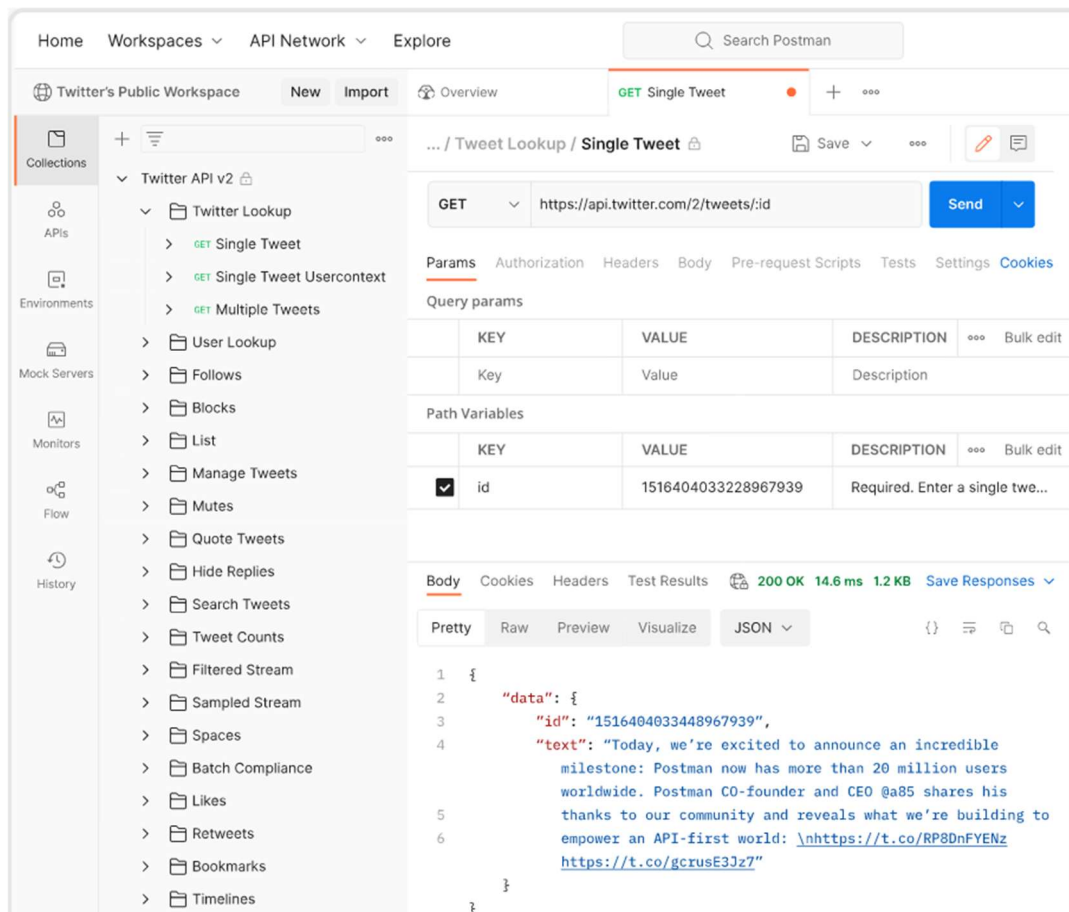 Home Workspaces API Network Explore Search Postman
Twitter's Public Workspace New Import Overview GET Single Tweet
Collections
APIs
Environments
Mock Servers
Monitors
Flow
History
Twitter API v2
Twitter Lookup
GET Single Tweet
GET Single Tweet Usercontext
GET Multiple Tweets
User Lookup
Follows
Blocks
List
Manage Tweets
Mutes
Quote Tweets
Hide Replies
Search Tweets
Tweet Counts
Filtered Stream
Sampled Stream
Spaces
Batch Compliance
Likes
Retweets
Bookmarks
Timelines
... / Tweet Lookup / Single Tweet Save
GET https://api.twitter.com/2/tweets/:id Send
Params Authorization Headers Body Pre-request Scripts Tests Settings Cookies
Query params
KEY VALUE DESCRIPTION Bulk edit
Key Value Description
Path Variables
KEY VALUE DESCRIPTION Bulk edit
id 1516404033228967939 Required. Enter a single twe...
Body Cookies Headers Test Results 200 OK 14.6 ms 1.2 KB Save Responses
Pretty Raw Preview Visualize JSON {}
1 {
2 “data”: {
3 “id”: “1516404033448967939”,
4 “text”: “Today, we’re excited to announce an incredible
milestone: Postman now has more than 20 million users
worldwide. Postman CO-founder and CEO @a85 shares his
5 thanks to our community and reveals what we’re building to
6 empower an API-first world: \nhttps://t.co/RP8DnFYENz
https://t.co/gcrusE3Jz7”
}
}